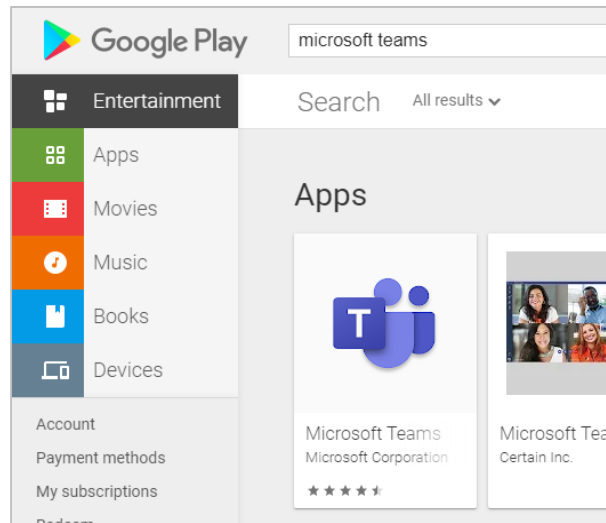 Google Play
microsoft teams
Entertainment
Search
All results
Apps
Movies
Music
Books
Devices
Account
Payment methods
My subscriptions
Redeem
Apps
T
Microsoft Teams
Microsoft Corporation
Microsoft Tea
Certain Inc.